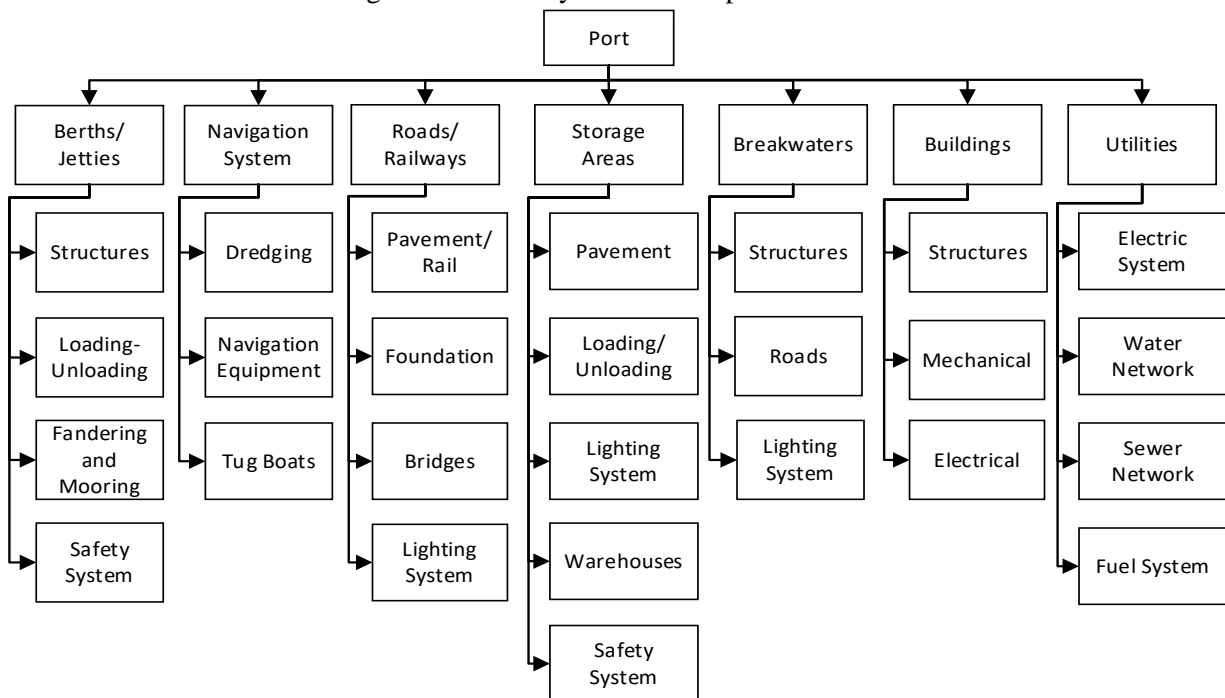 Port
Berths/
Jetties
Structures
Loading-
Unloading
Fandering
and
Mooring
Safety
System
Navigation
System
Dredging
Navigation
Equipment
Tug Boats
Roads/
Railways
Pavement/
Rail
Foundation
Bridges
Lighting
System
Storage
Areas
Pavement
Loading/
Unloading
Lighting
System
Warehouses
Safety
System
Breakwaters
Structures
Roads
Lighting
System
Buildings
Structures
Mechanical
Electrical
Utilities
Electric
System
Water
Network
Sewer
Network
Fuel System